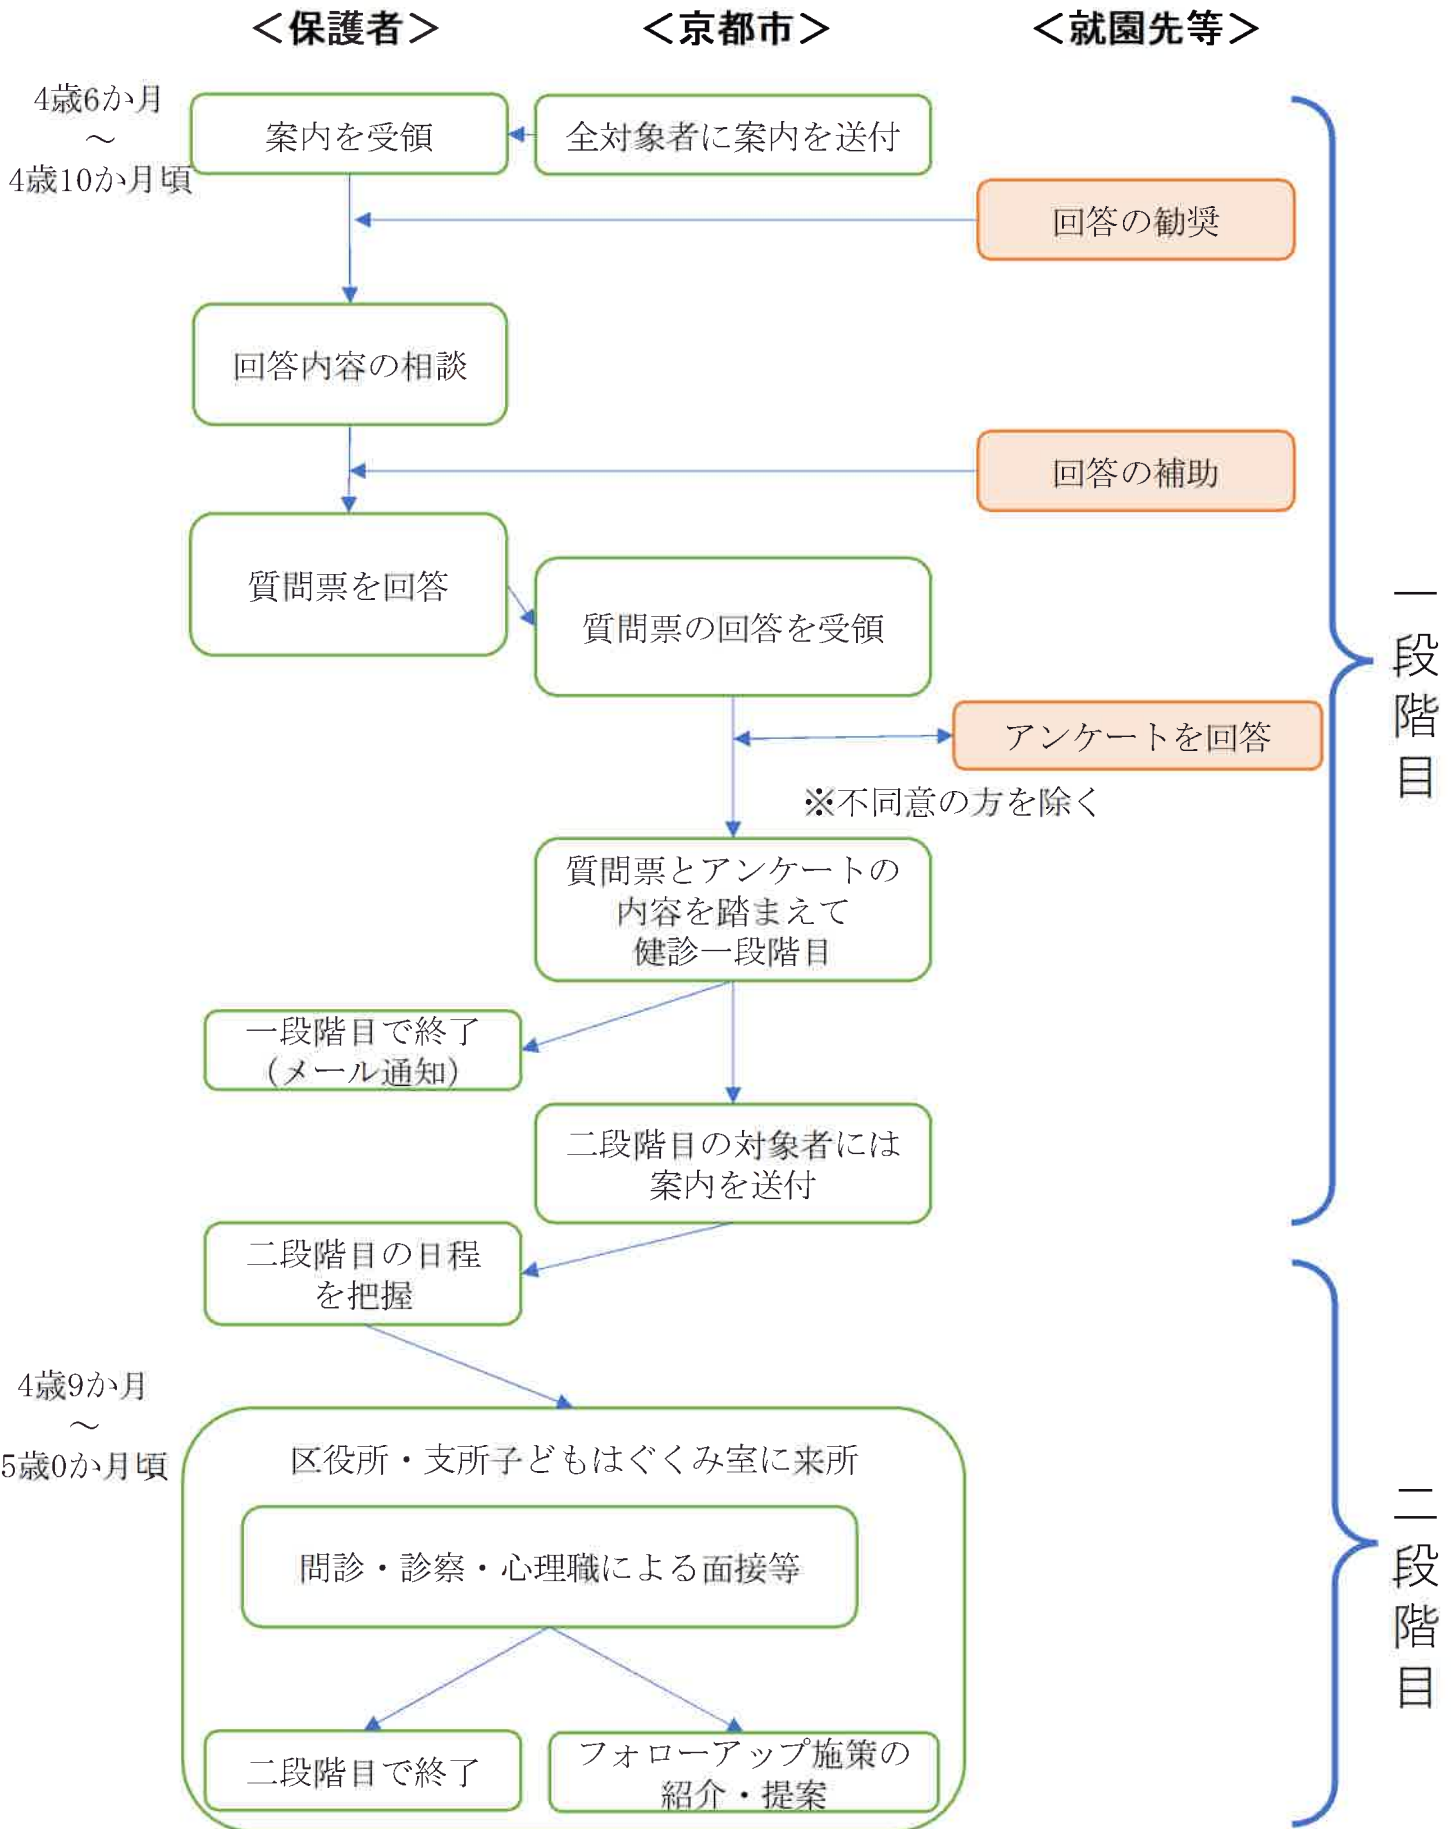 ＜保護者＞
＜京都市＞
＜就園先等＞
4歳6か月
～
4歳10か月頃
案内を受領
全対象者に案内を送付
回答の勧奨
回答内容の相談
回答の補助
質問票を回答
質問票の回答を受領
アンケートを回答
※不同意の方を除く
質問票とアンケートの
内容を踏まえて
健診一段階目
一段階目で終了
（メール通知）
二段階目の対象者には
案内を送付
一段階目
二段階目の日程
を把握
4歳9か月
～
5歳0か月頃
区役所・支所子どもはぐくみ室に来所
問診・診察・心理職による面接等
二段階目で終了
フォローアップ施策の
紹介・提案
二段階目